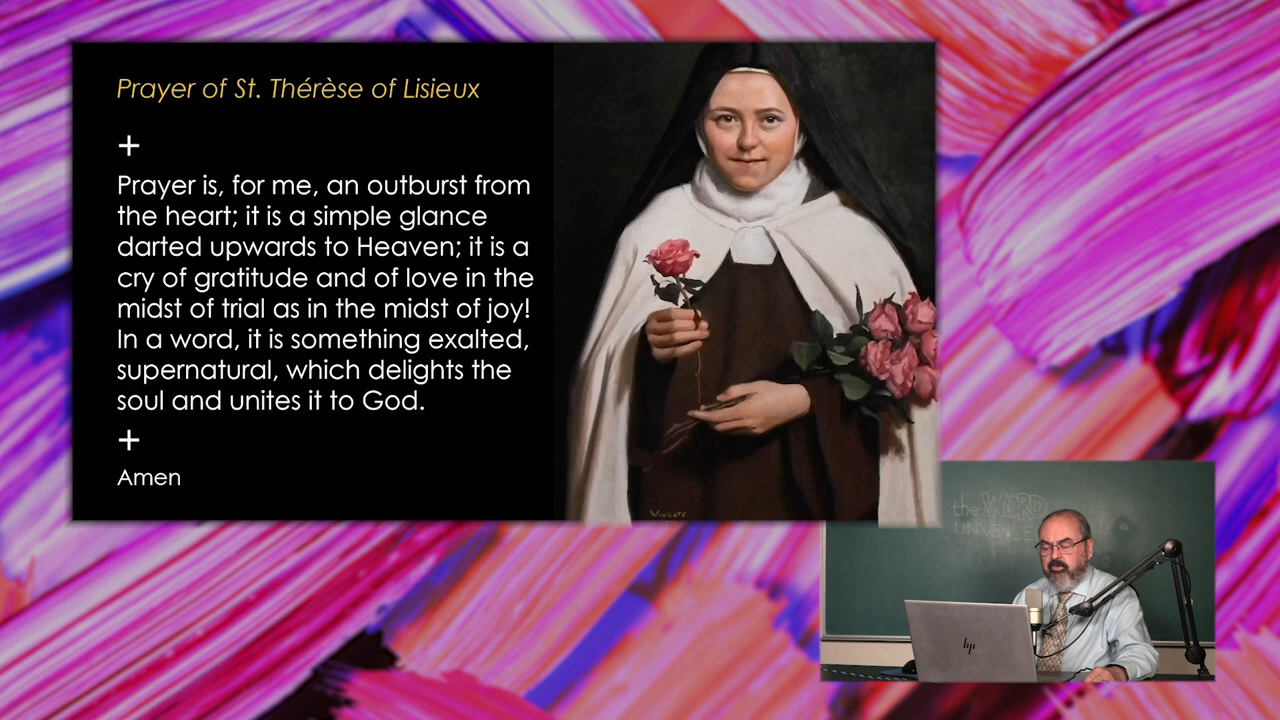 Prayer of St. Thérèse of Lisieux
+
Prayer is, for me, an outburst from
the heart; it is a simple glance
darted upwards to Heaven; it is a
cry of gratitude and of love in the
midst of trial as in the midst of joy!
In a word, it is something exalted,
supernatural, which delights the
soul and unites it to God.
+
Amen
the WORD
hp